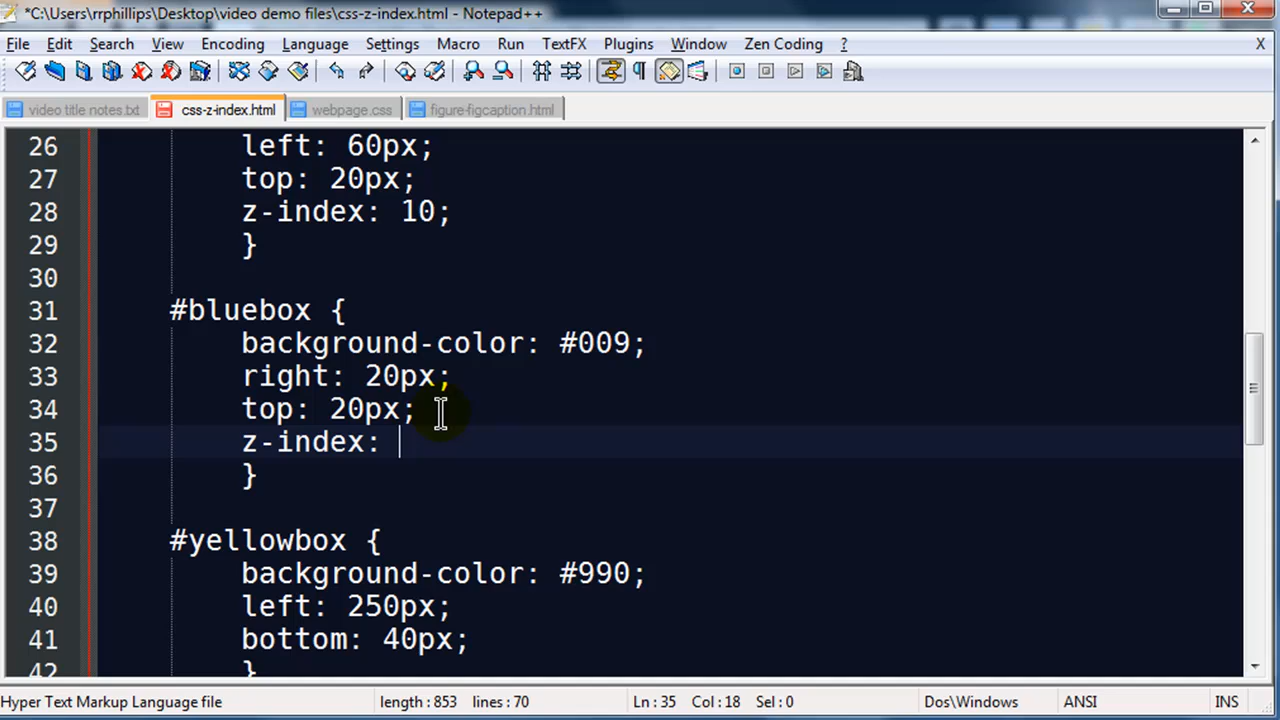 *C:\Users\rrphillips\Desktop\video demo files\css-z-index.html - Notepad++
File Edit Search View Encoding Language Settings Macro Run TextFX Plugins Window Zen Coding ? X
video title notes.txt css-z-index.html webpage.css figure-figcaption.html
26 left: 60px;
27 top: 20px;
28 z-index: 10;
29 }
30
31 #bluebox {
32 background-color: #009;
33 right: 20px;
34 top: 20px;
35 z-index:
36 }
37
38 #yellowbox {
39 background-color: #990;
40 left: 250px;
41 bottom: 40px;
42 }
Hyper Text Markup Language file length : 853 lines : 70 Ln : 35 Col : 18 Sel : 0 Dos\Windows ANSI INS